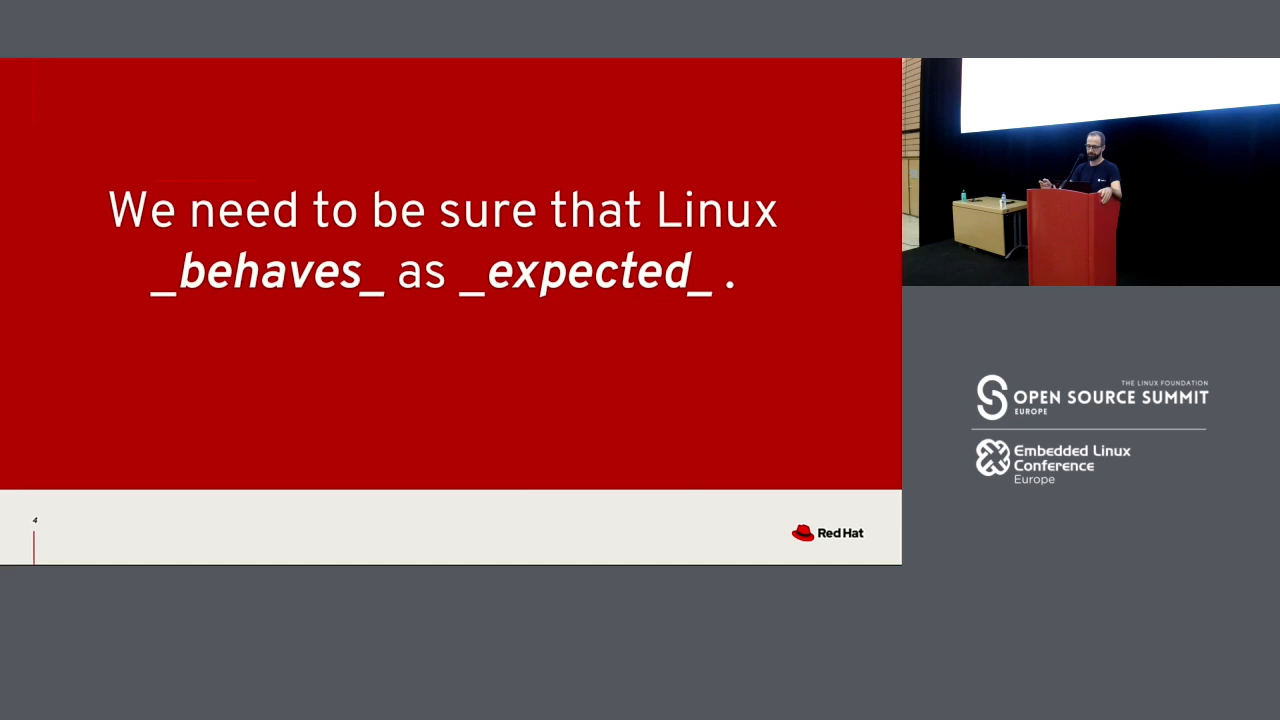 We need to be sure that Linux
_behaves_ as _expected_ .
4
Red Hat
THE LINUX FOUNDATION
OPEN SOURCE SUMMIT
EUROPE
Embedded Linux
Conference
Europe